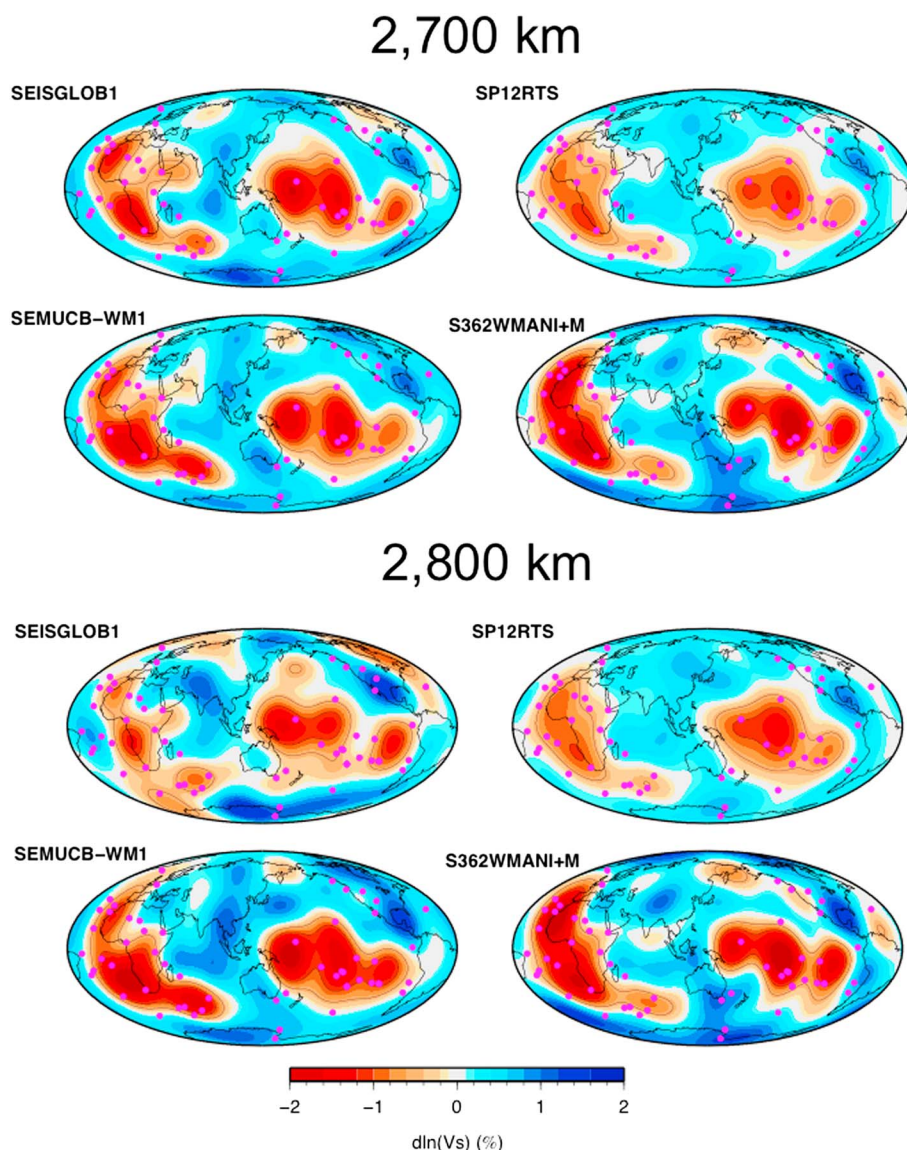 2,700 km
SEISGLOB1 SP12RTS
SEMUCB−WM1 S362WMANI+M
2,800 km
SEISGLOB1 SP12RTS
SEMUCB−WM1 S362WMANI+M
−2 −1 0 1 2
dln(Vs) (%)